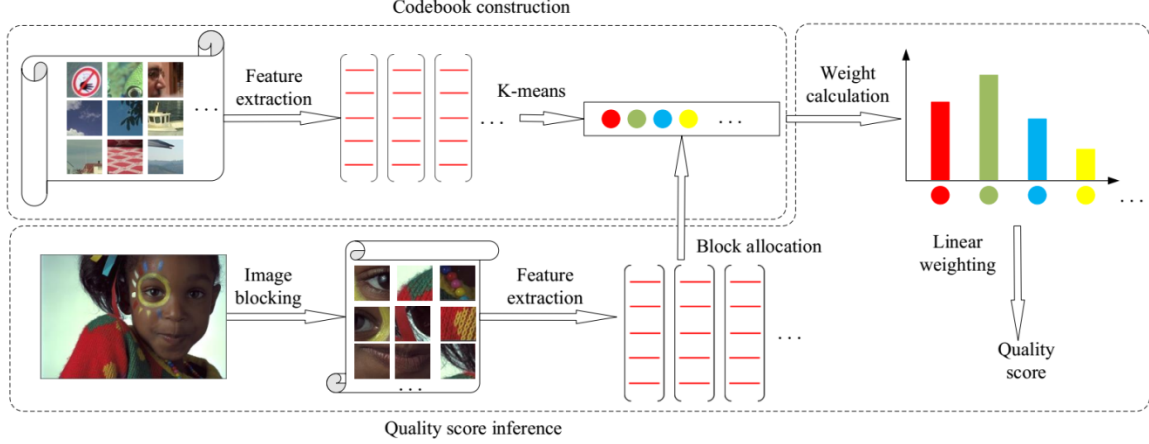 Codebook construction
Feature
extraction
...
...
K-means
...
Weight
calculation
...
Linear
weighting
Quality
score
Image
blocking
...
Feature
extraction
Block allocation
...
Quality score inference